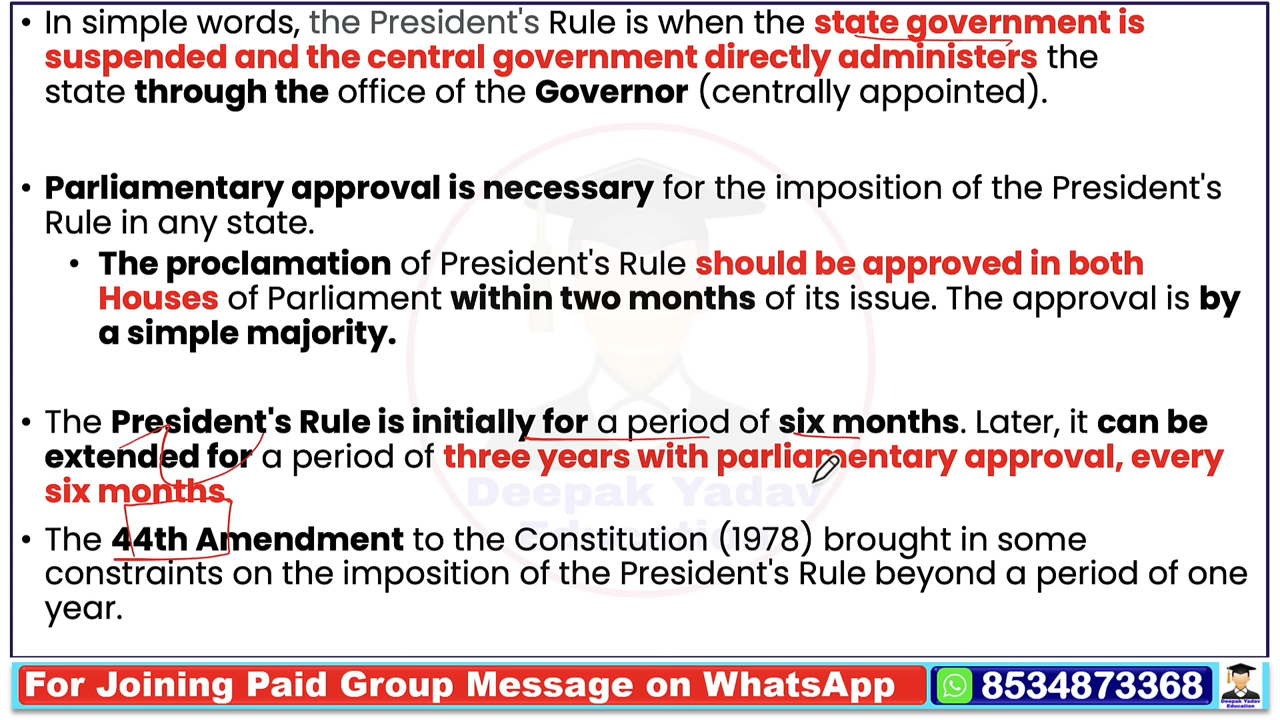 • In simple words, the President's Rule is when the state government is
suspended and the central government directly administers the
state through the office of the Governor (centrally appointed).
• Parliamentary approval is necessary for the imposition of the President's
Rule in any state.
• The proclamation of President's Rule should be approved in both
Houses of Parliament within two months of its issue. The approval is by
a simple majority.
• The President's Rule is initially for a period of six months. Later, it can be
extended for a period of three years with parliamentary approval, every
six months.
Deepak Yadav
Education
• The 44th Amendment to the Constitution (1978) brought in some
constraints on the imposition of the President's Rule beyond a period of one
year.
For Joining Paid Group Message on WhatsApp
8534873368
Deepak Yadav
Education